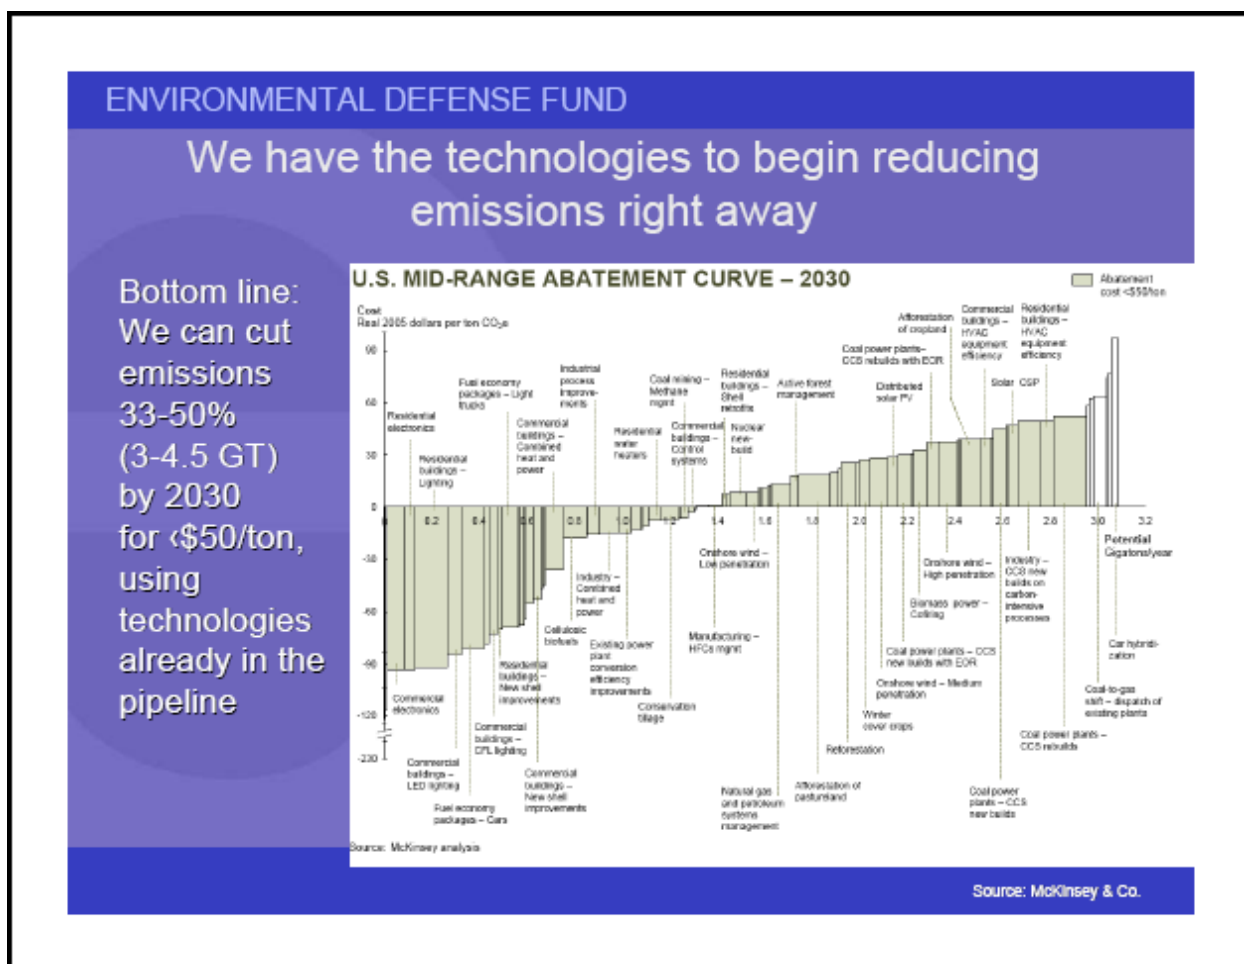 ENVIRONMENTAL DEFENSE FUND
We have the technologies to begin reducing
emissions right away
Bottom line:
We can cut
emissions
33-50%
(3-4.5 GT)
by 2030
for <$50/ton,
using
technologies
already in the
pipeline
U.S. MID-RANGE ABATEMENT CURVE – 2030
Abatement
cost <$50/ton
Cost
Real 2005 dollars per ton CO2e
90
60
30
0
-30
-60
-90
-120
-230
0
0.2
0.4
0.6
0.8
1.0
1.2
1.4
1.6
1.8
2.0
2.2
2.4
2.6
2.8
3.0
3.2
Potential
Gigatons/year
Residential
electronics
Residential
buildings –
Lighting
Fuel economy
packages – Light
trucks
Commercial
buildings –
Combined
heat and
power
Industrial
process
improve-
ments
Residential
water
heaters
Coal mining –
Methane
mgmt
Commercial
buildings –
Control
systems
Residential
buildings –
Shell
retrofits
Nuclear
new-
build
Active forest
management
Coal power plants–
CCS rebuilds with EOR
Distributed
solar PV
Afforestation
of cropland
Commercial
buildings –
HVAC
equipment
efficiency
Solar CSP
Residential
buildings –
HVAC
equipment
efficiency
Commercial
electronics
Commercial
buildings –
LED lighting
Fuel economy
packages – Cars
Commercial
buildings –
CFL lighting
Residential
buildings –
New shell
improvements
Commercial
buildings –
New shell
improvements
Cellulosic
biofuels
Industry –
Combined
heat and
power
Existing power
plant
conversion
efficiency
improvements
Conservation
tillage
Manufacturing –
HFCs mgmt
Onshore wind –
Low penetration
Natural gas
and petroleum
systems
management
Afforestation of
pastureland
Reforestation
Winter
cover crops
Onshore wind – Medium
penetration
Coal power plants – CCS
new builds with EOR
Biomass power –
Cofiring
Onshore wind –
High penetration
Industry –
CCS new
builds on
carbon-
intensive
processes
Coal power
plants – CCS
new builds
Coal power plants –
CCS rebuilds
Coal-to-gas
shift – dispatch of
existing plants
Car hybridi-
zation
Source: McKinsey analysis
Source: McKinsey & Co.